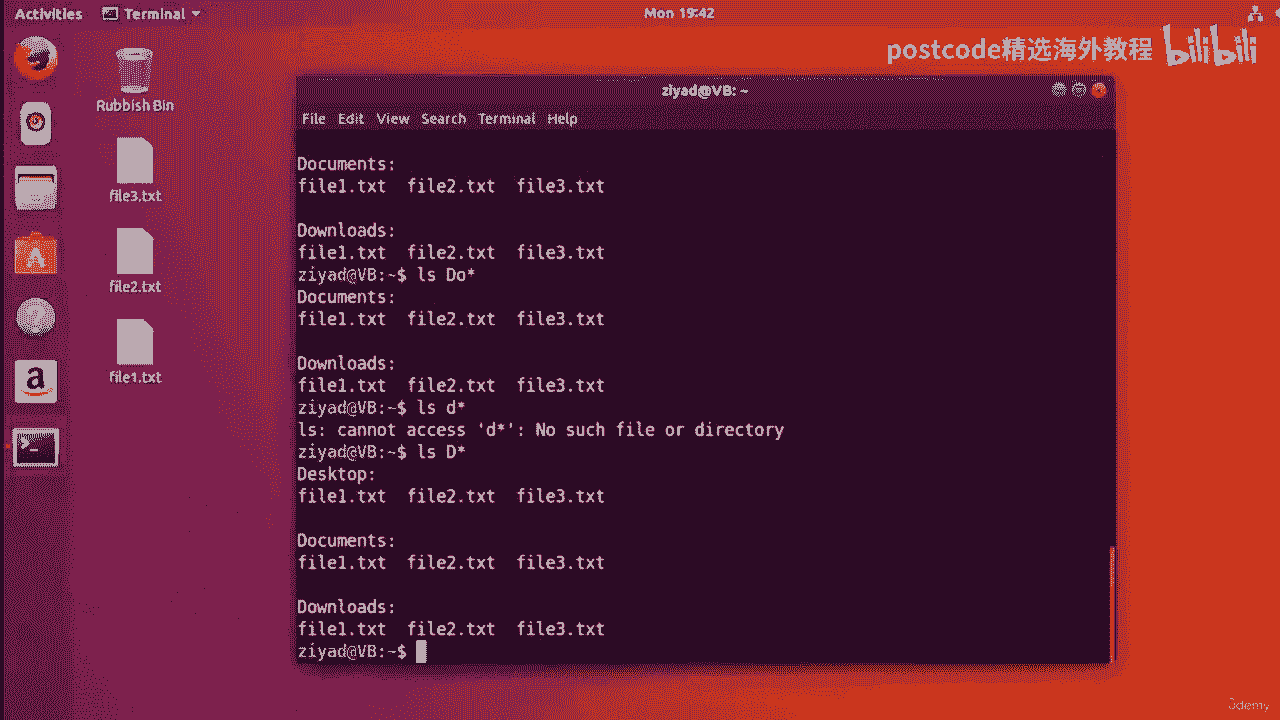 Activities Terminal Mon 19:42
postcode精选海外教程 bilibili
Rubbish Bin
file3.txt
file2.txt
file1.txt
ziyad@VB: ~
File Edit View Search Terminal Help
Documents:
file1.txt file2.txt file3.txt
Downloads:
file1.txt file2.txt file3.txt
ziyad@VB:~$ ls Do*
Documents:
file1.txt file2.txt file3.txt
Downloads:
file1.txt file2.txt file3.txt
ziyad@VB:~$ ls d*
ls: cannot access 'd*': No such file or directory
ziyad@VB:~$ ls D*
Desktop:
file1.txt file2.txt file3.txt
Documents:
file1.txt file2.txt file3.txt
Downloads:
file1.txt file2.txt file3.txt
ziyad@VB:~$
Udemy